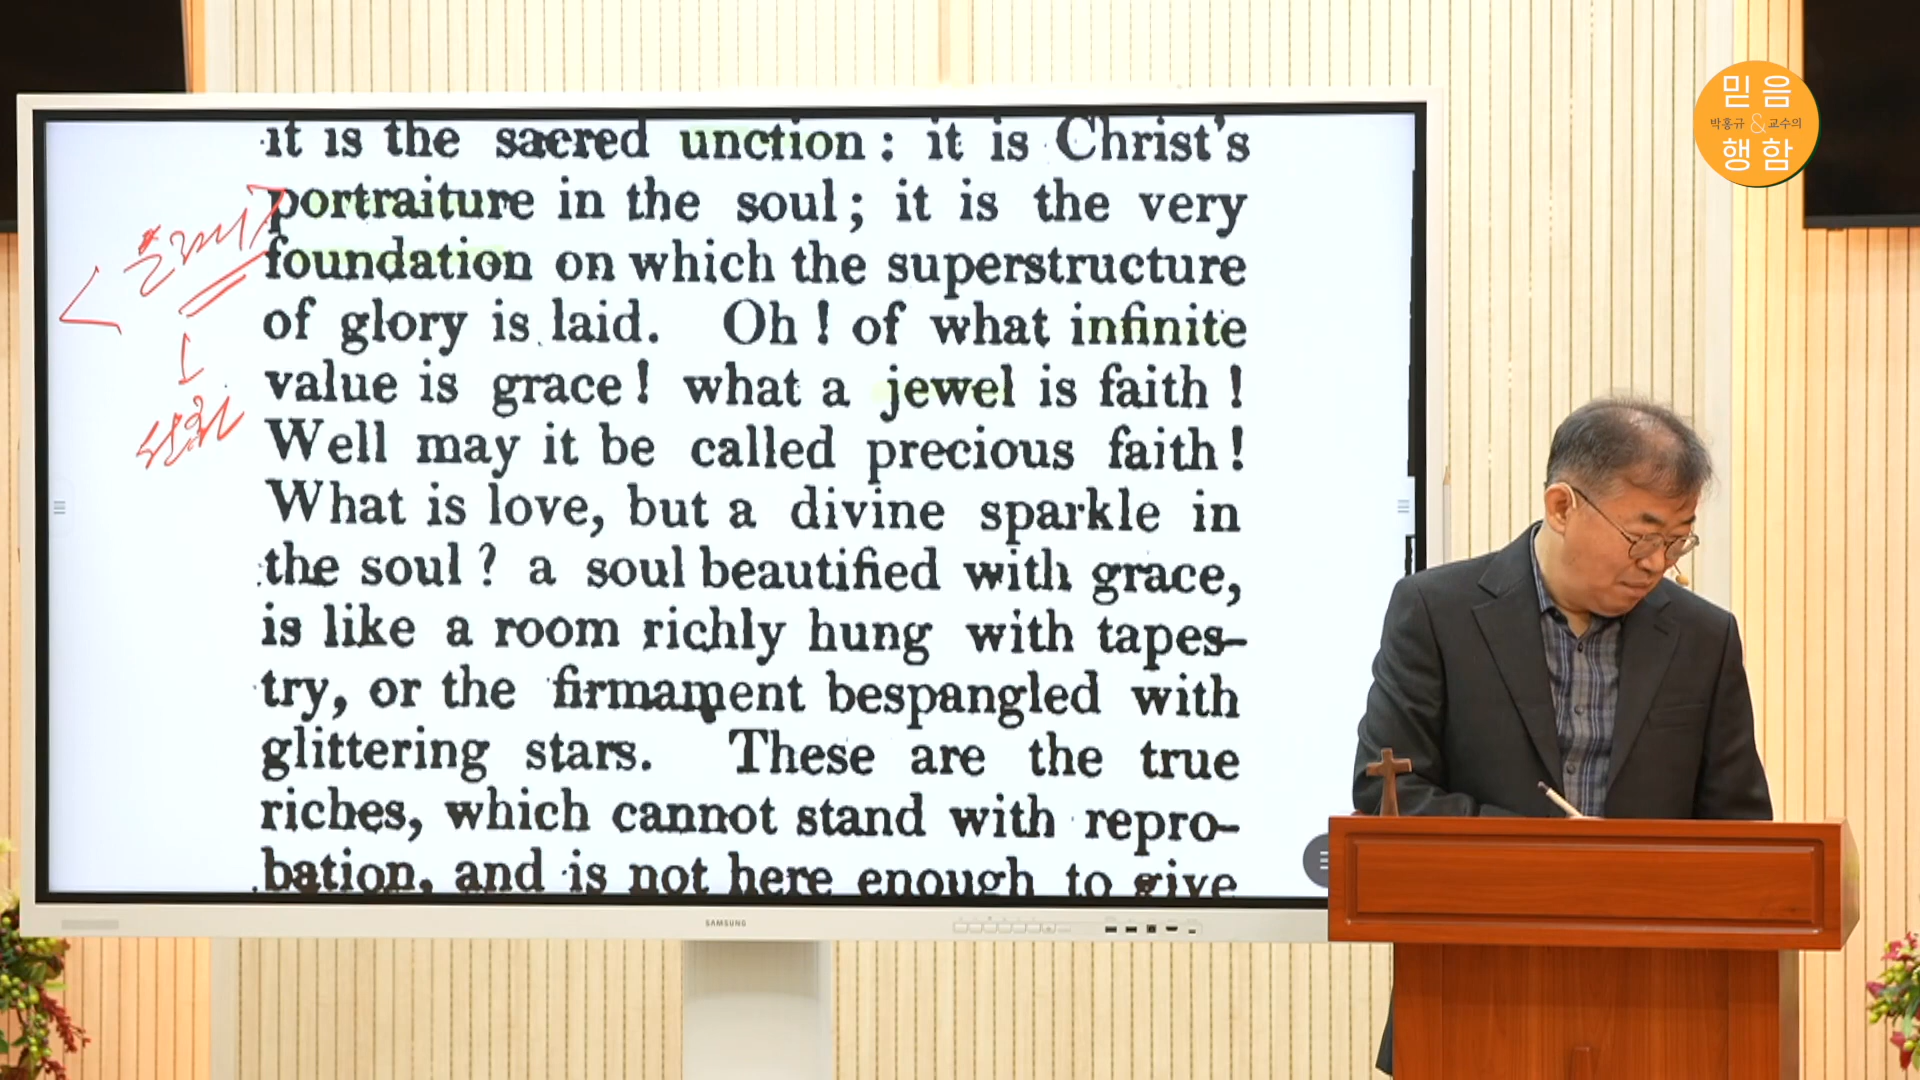 it is the sacred unction: it is Christ's
portraiture in the soul; it is the very
foundation on which the superstructure
of glory is laid. Oh! of what infinite
value is grace! what a jewel is faith!
Well may it be called precious faith!
What is love, but a divine sparkle in
the soul? a soul beautified with grace,
is like a room richly hung with tapes-
try, or the firmament bespangled with
glittering stars. These are the true
riches, which cannot stand with repro-
bation, and is not here enough to give
SAMSUNG
믿음
박홍규 & 교수의
행함